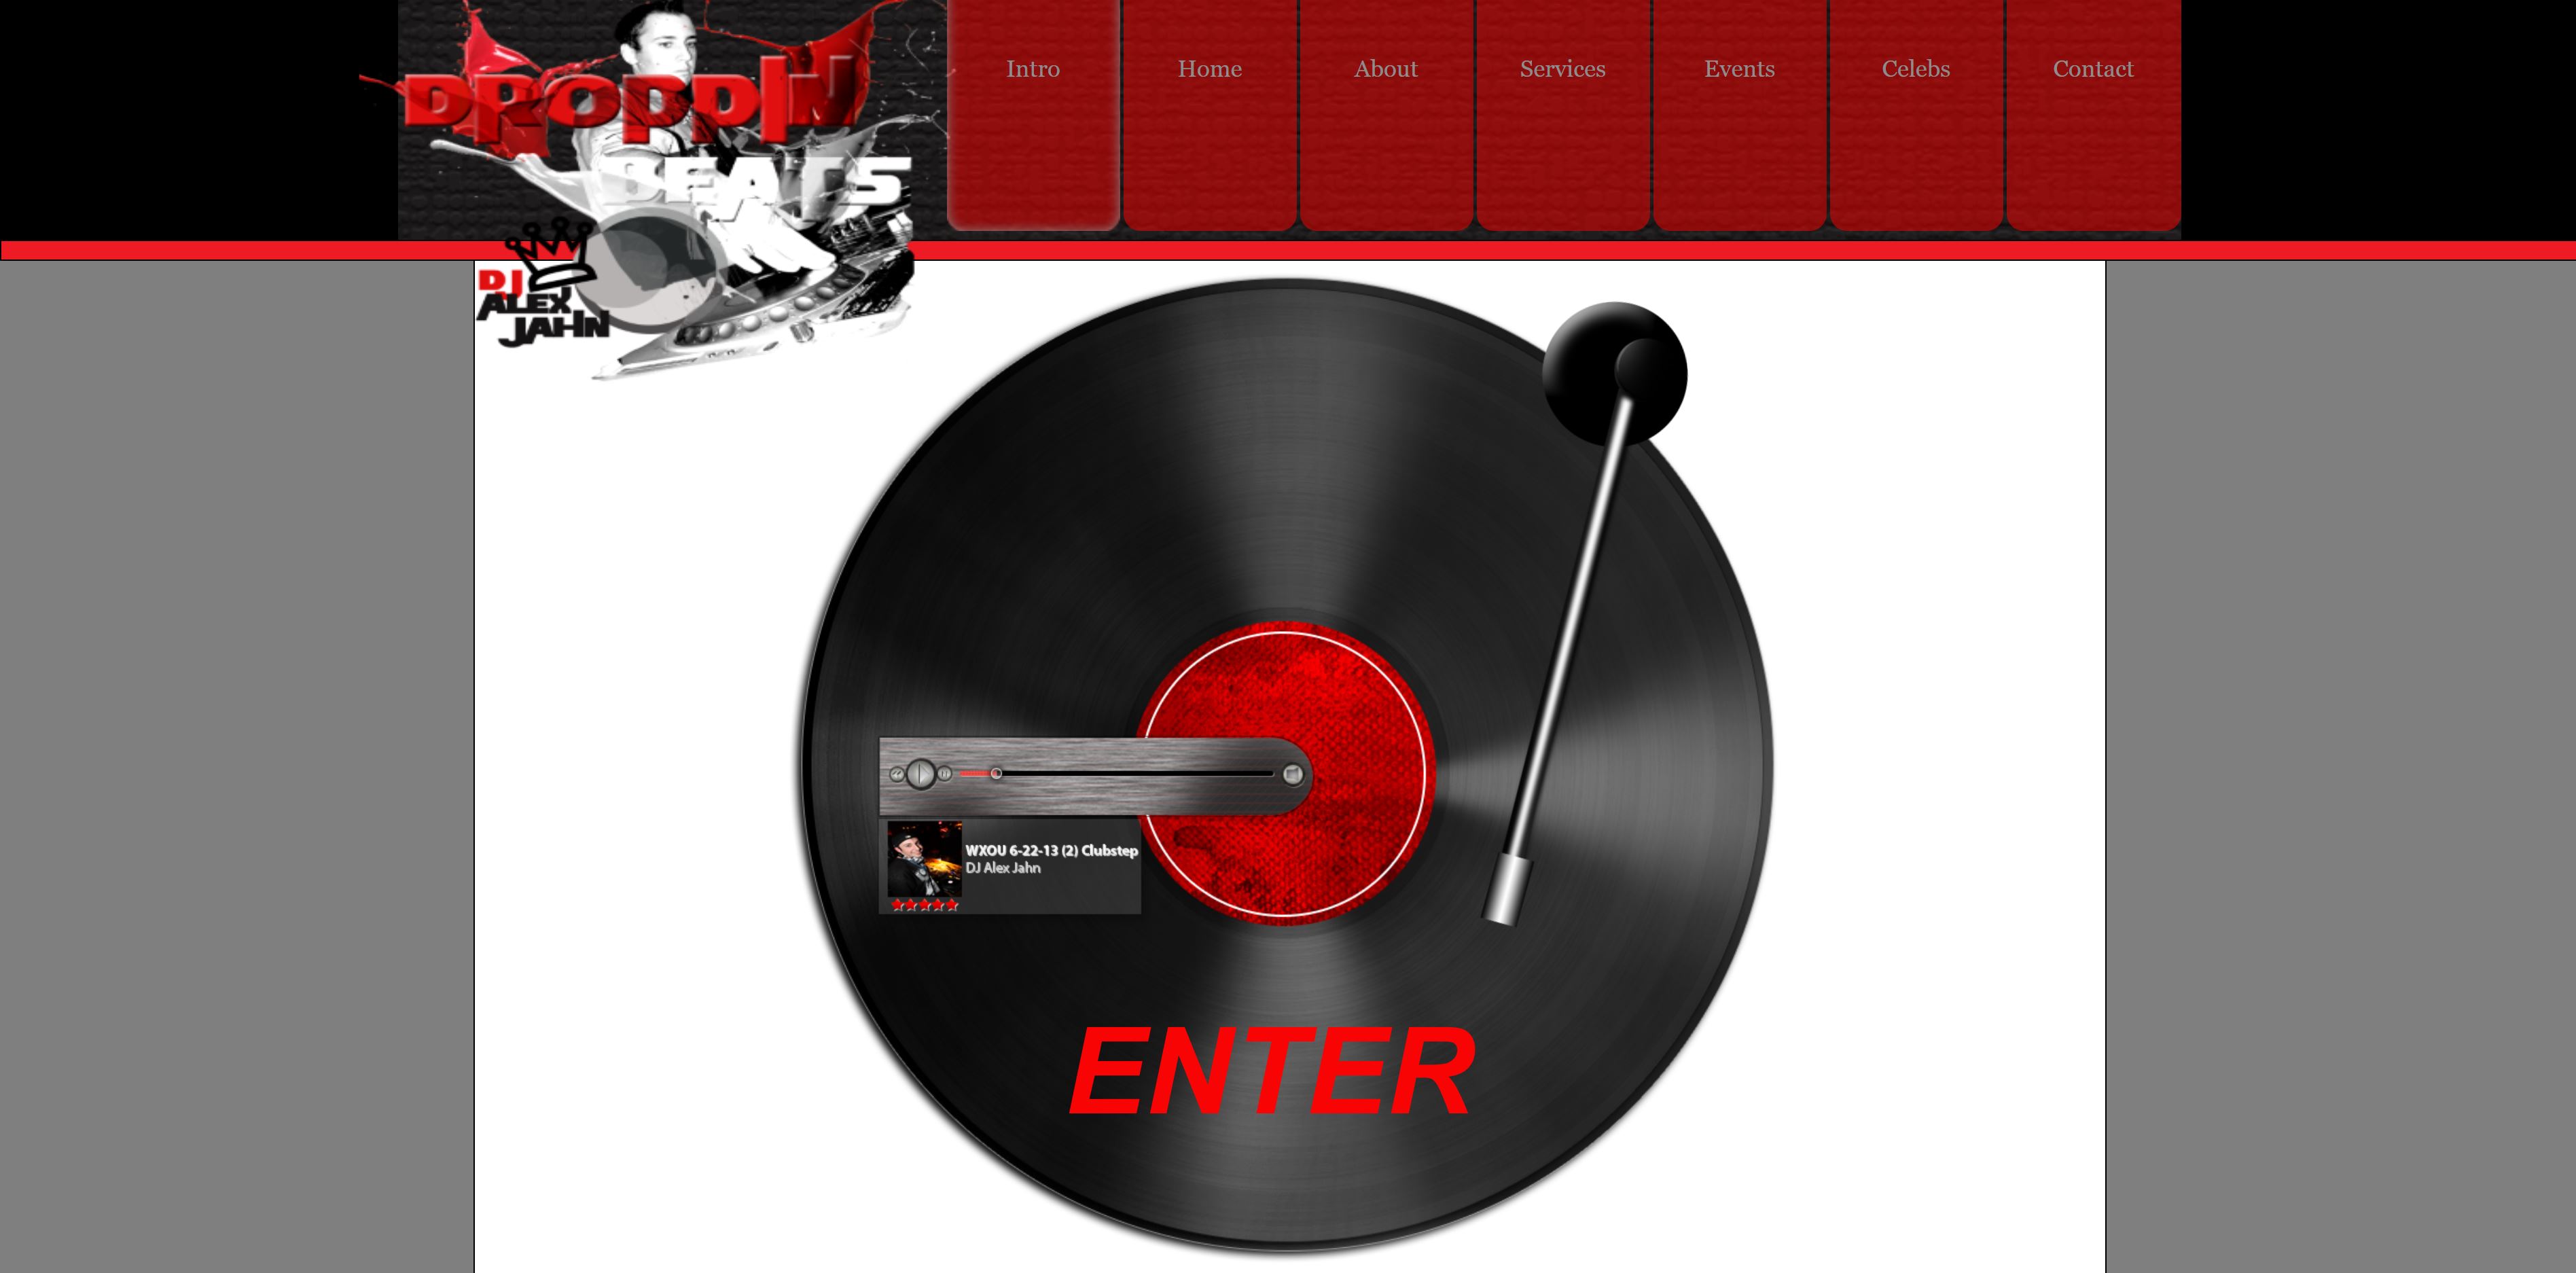 DROPPIN
BEATS
DJ
ALEX
JAHN
Intro
Home
About
Services
Events
Celebs
Contact
WXOU 6-22-13 (2) Clubstep
DJ Alex Jahn
ENTER